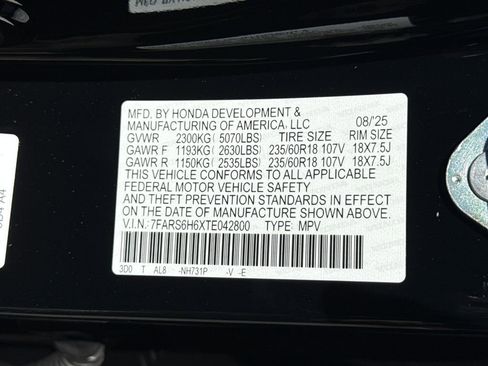 MFD. BY HONDA DEVELOPMENT &
MANUFACTURING OF AMERICA, LLC 08/'25
GVWR 2300KG (5070LBS) TIRE SIZE RIM SIZE
GAWR F 1193KG (2630LBS) 235/60R18 107V 18X7.5J
GAWR R 1150KG (2535LBS) 235/60R18 107V 18X7.5J
THIS VEHICLE CONFORMS TO ALL APPLICABLE
FEDERAL MOTOR VEHICLE SAFETY
AND THEFT PREVENTION STANDARDS IN EFFECT
ON THE DATE OF MANUFACTURE SHOWN ABOVE.
V.I.N.: 7FARS6H6XTE042800 TYPE: MPV
3D0 T AL8 -NH731P -V -E